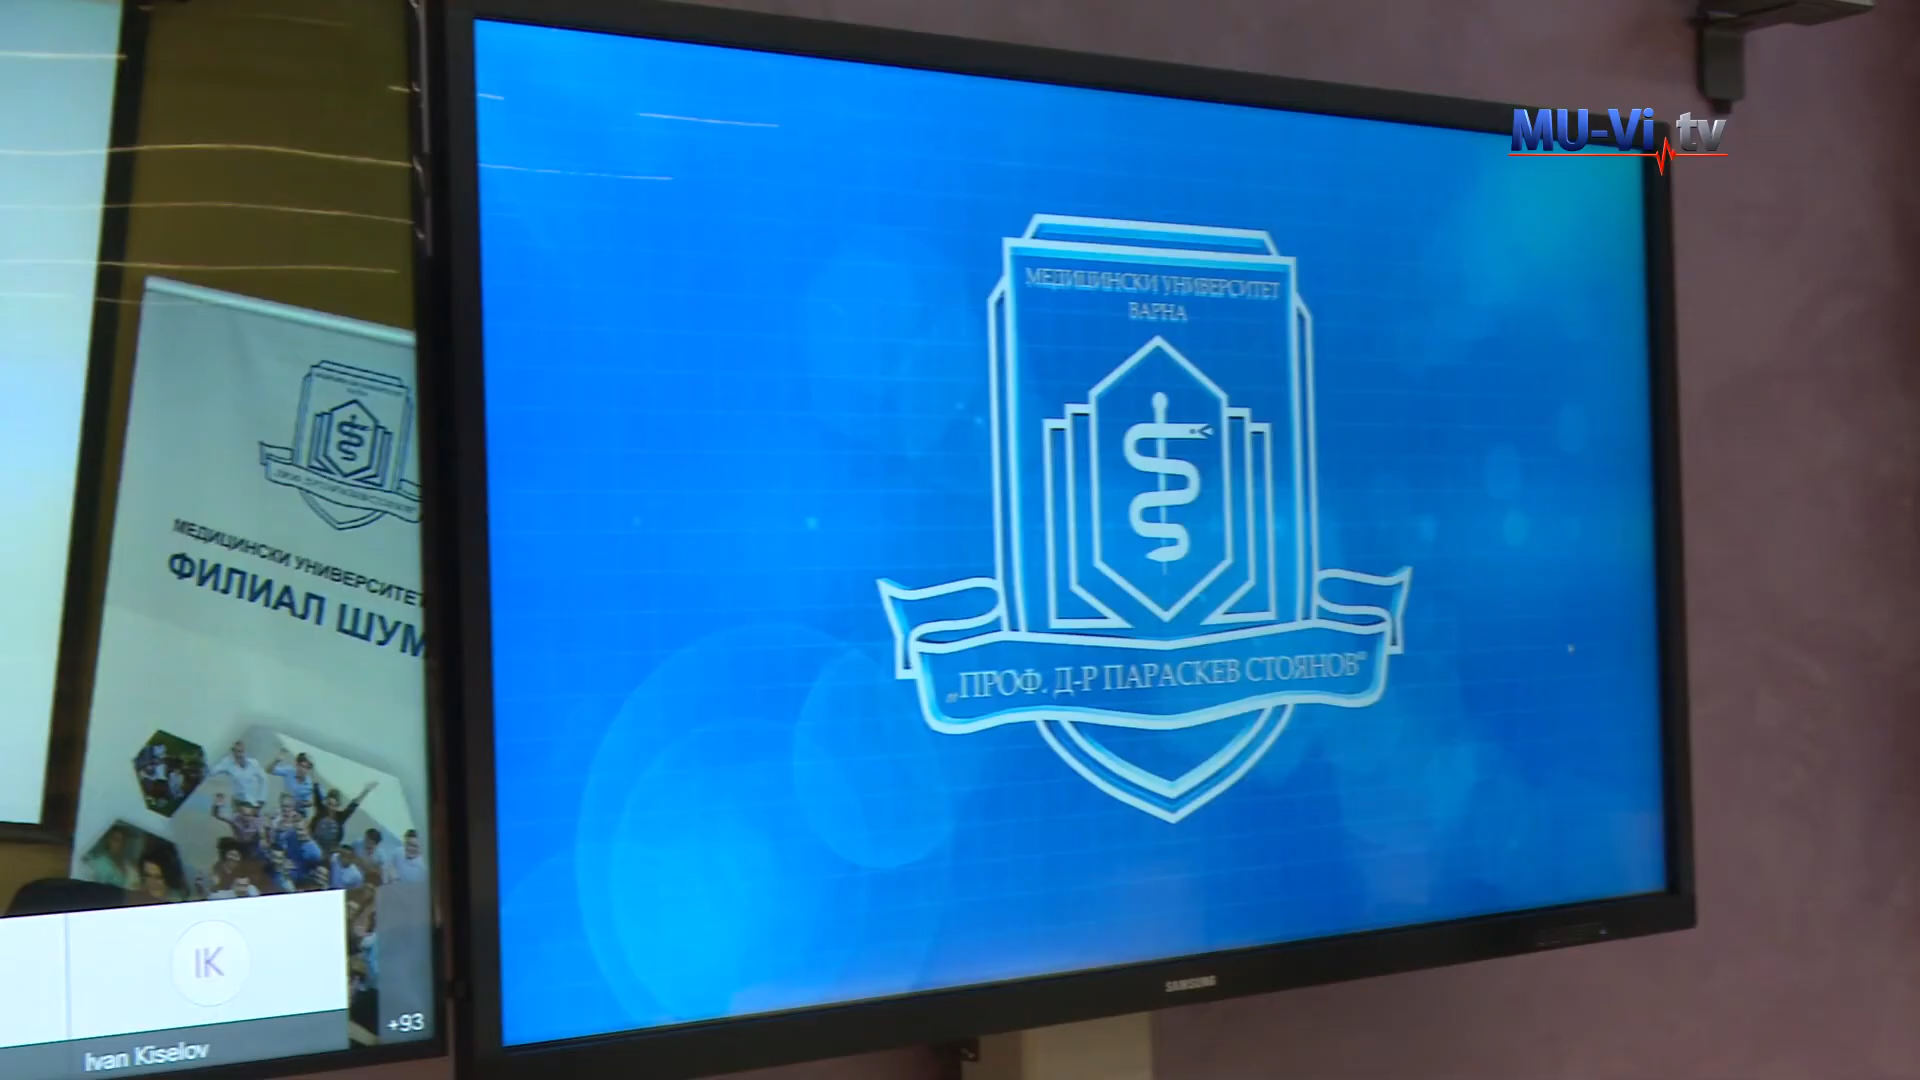 MU-Vi tv
МЕДИЦИНСКИ УНИВЕРСИТЕТ
ВАРНА
„ПРОФ. Д-Р ПАРАСКЕВ СТОЯНОВ“
SAMSUNG
МЕДИЦИНСКИ УНИВЕРСИТЕТ
ФИЛИАЛ ШУМ
IK
+93
Ivan Kiselov